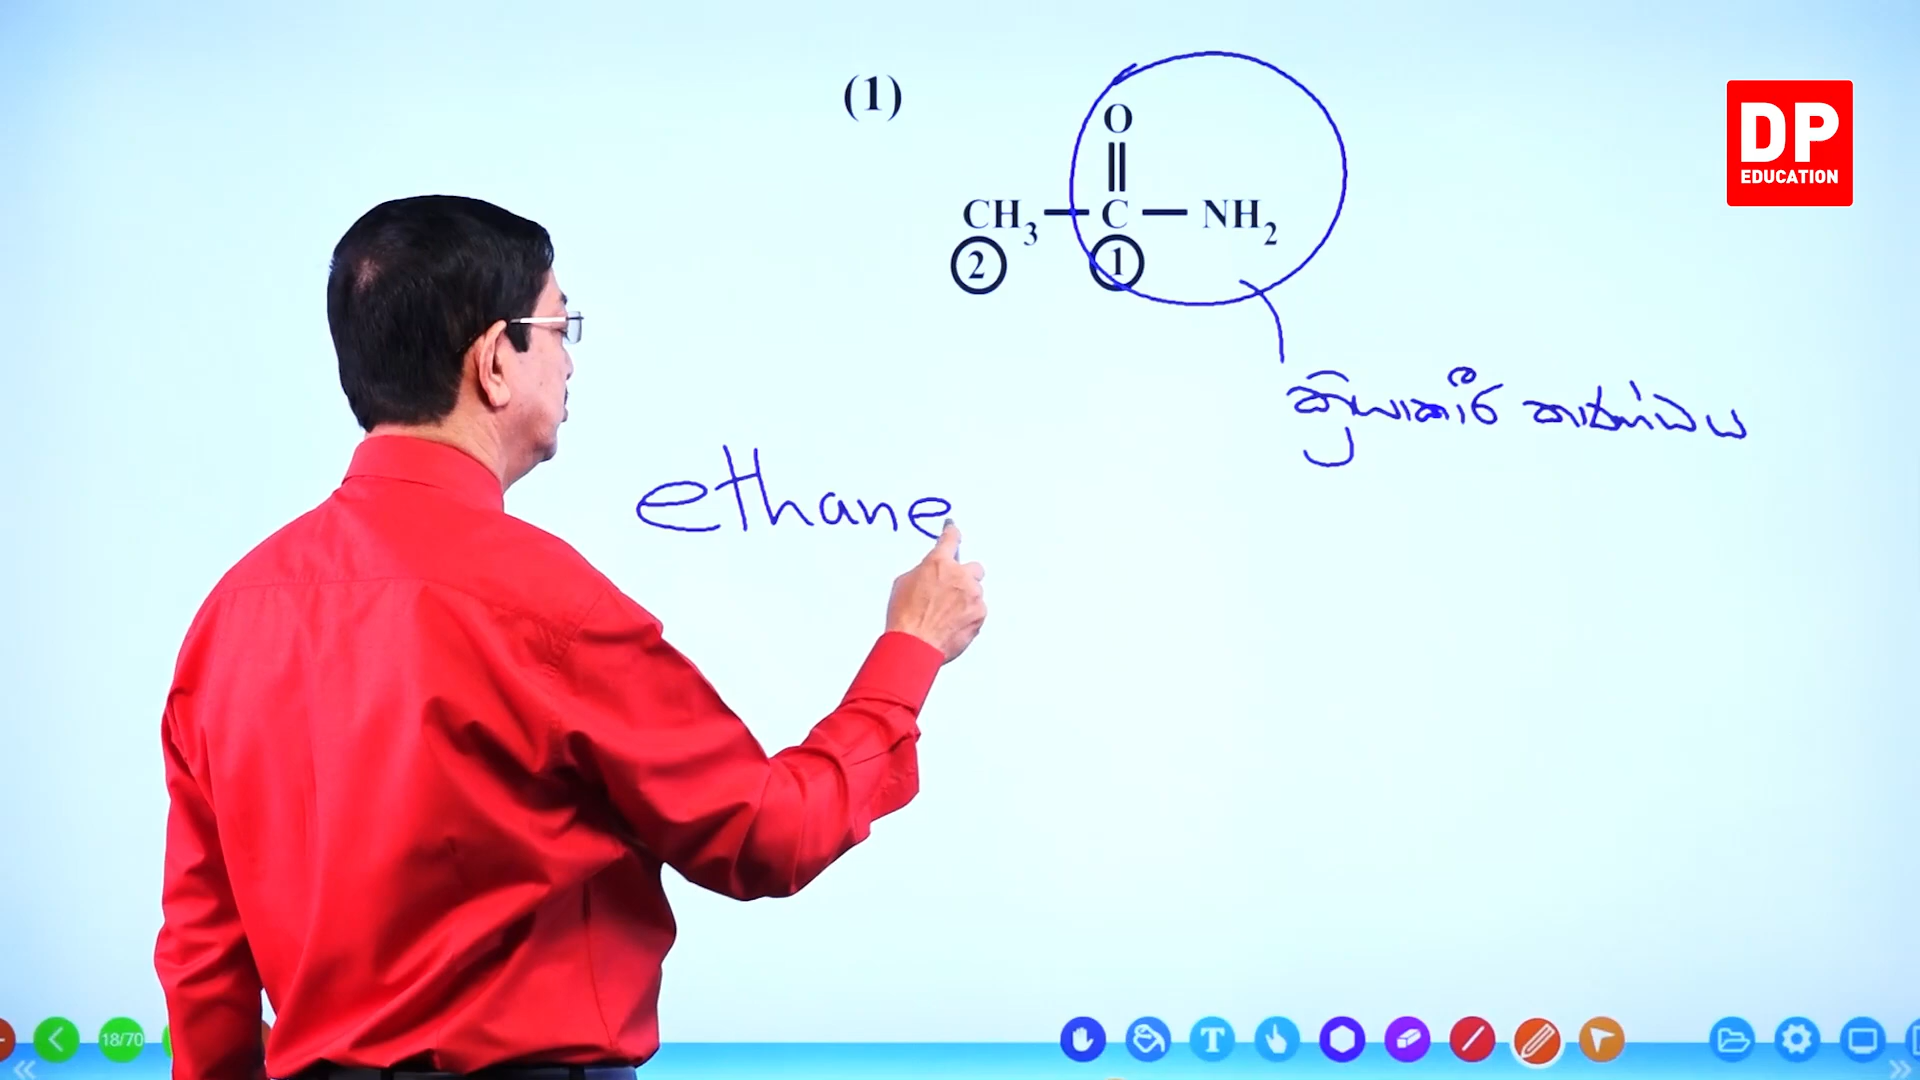 (1)
O
CH₃ — C — NH₂
2 1
DP
EDUCATION
ක්‍රියාකාරී කාණ්ඩය
ethane
18/70
T